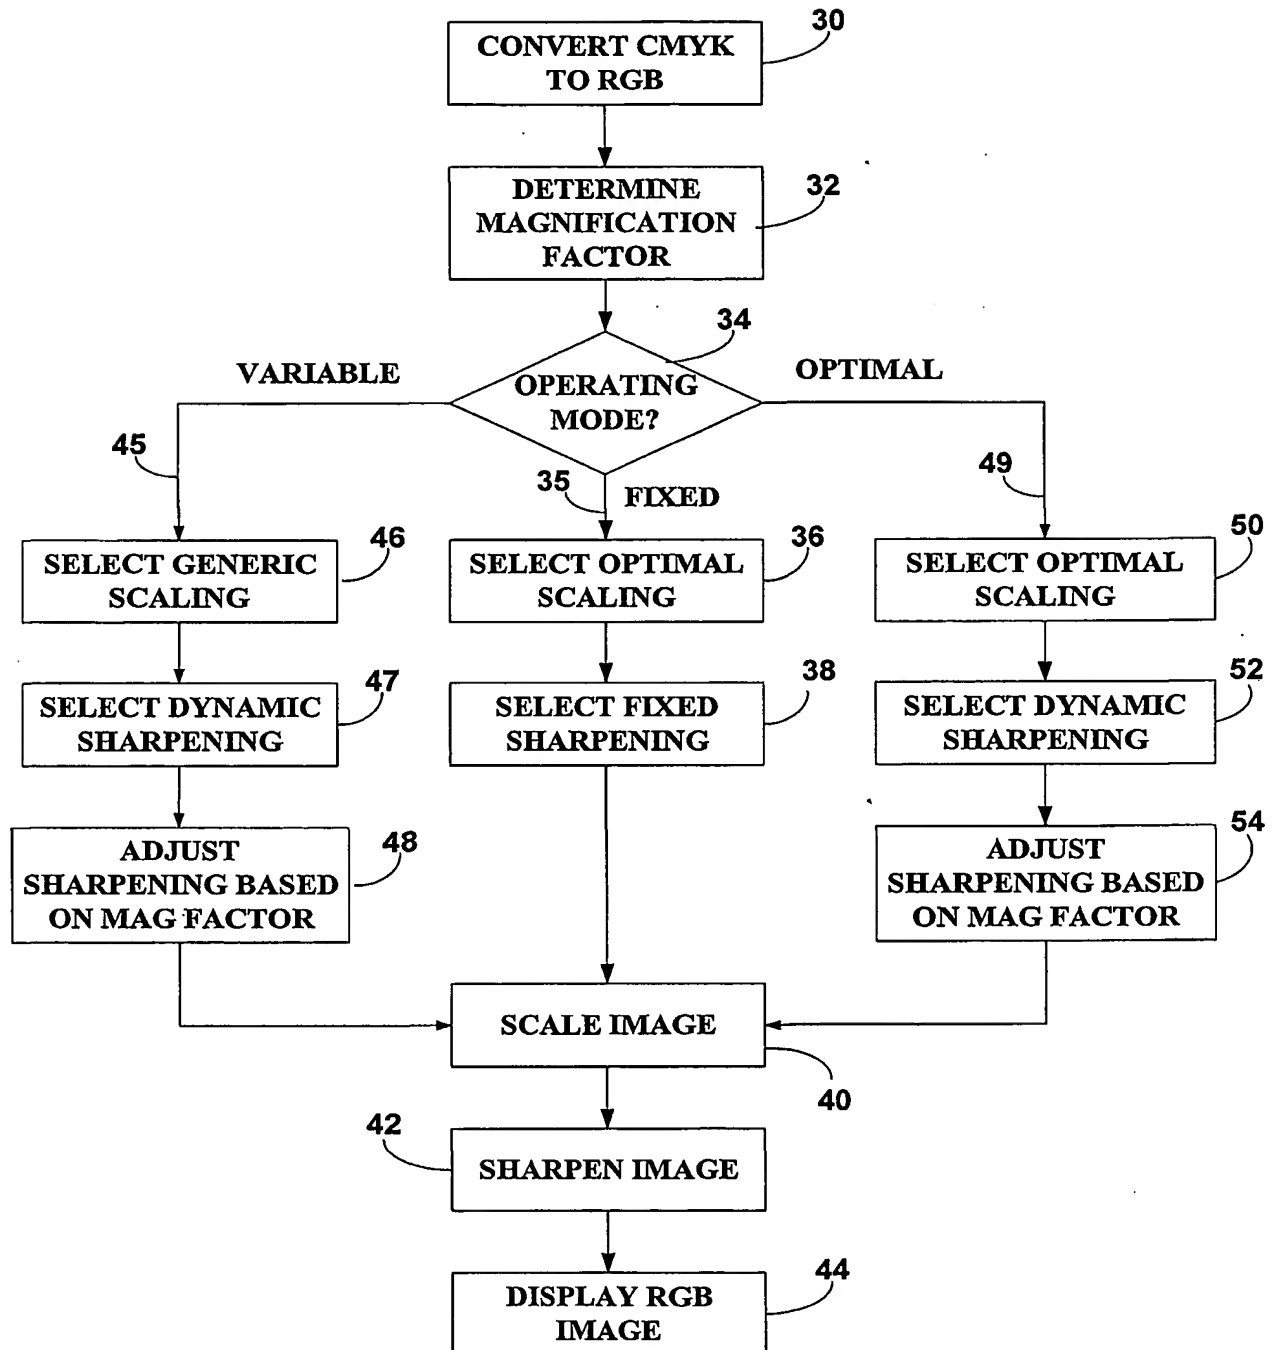 30
CONVERT CMYK
TO RGB
32
DETERMINE
MAGNIFICATION
FACTOR
34
OPERATING
MODE?
VARIABLE
OPTIMAL
45
35
FIXED
49
46
SELECT GENERIC
SCALING
36
SELECT OPTIMAL
SCALING
50
SELECT OPTIMAL
SCALING
47
SELECT DYNAMIC
SHARPENING
38
SELECT FIXED
SHARPENING
52
SELECT DYNAMIC
SHARPENING
48
ADJUST
SHARPENING BASED
ON MAG FACTOR
54
ADJUST
SHARPENING BASED
ON MAG FACTOR
SCALE IMAGE
40
42
SHARPEN IMAGE
44
DISPLAY RGB
IMAGE